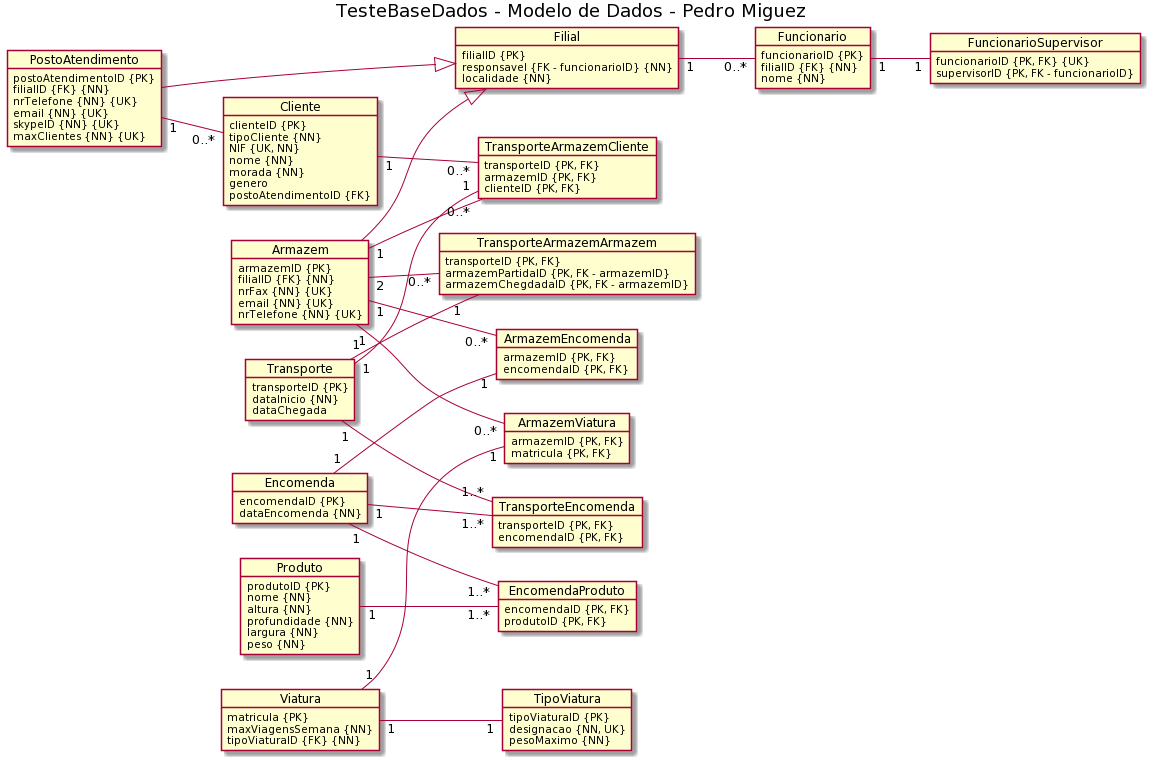 TesteBaseDados - Modelo de Dados - Pedro Miguez
PostoAtendimento
postoAtendimentoID {PK}
filialID {FK} {NN}
nrTelefone {NN} {UK}
email {NN} {UK}
skypeID {NN} {UK}
maxClientes {NN} {UK}
1
0..*
Filial
filialID {PK}
responsavel {FK - funcionarioID} {NN}
localidade {NN}
1
0..*
Funcionario
funcionarioID {PK}
filialID {FK} {NN}
nome {NN}
1
1
FuncionarioSupervisor
funcionarioID {PK, FK} {UK}
supervisorID {PK, FK - funcionarioID}
Cliente
clienteID {PK}
tipoCliente {NN}
NIF {UK, NN}
nome {NN}
morada {NN}
genero
postoAtendimentoID {FK}
1
0..*
1
0..*
TransporteArmazemCliente
transporteID {PK, FK}
armazemID {PK, FK}
clienteID {PK, FK}
Armazem
armazemID {PK}
filialID {FK} {NN}
nrFax {NN} {UK}
email {NN} {UK}
nrTelefone {NN} {UK}
1
2
1
1
0..*
1
TransporteArmazemArmazem
transporteID {PK, FK}
armazemPartidaID {PK, FK - armazemID}
armazemChegdadaID {PK, FK - armazemID}
0..*
ArmazemEncomenda
armazemID {PK, FK}
encomendaID {PK, FK}
1
Transporte
transporteID {PK}
dataInicio {NN}
dataChegada
1
1
1
0..*
1
ArmazemViatura
armazemID {PK, FK}
matricula {PK, FK}
Encomenda
encomendaID {PK}
dataEncomenda {NN}
1
1
1
1..*
1..*
TransporteEncomenda
transporteID {PK, FK}
encomendaID {PK, FK}
Produto
produtoID {PK}
nome {NN}
altura {NN}
profundidade {NN}
largura {NN}
peso {NN}
1
1..*
1..*
EncomendaProduto
encomendaID {PK, FK}
produtoID {PK, FK}
Viatura
matricula {PK}
maxViagensSemana {NN}
tipoViaturaID {FK} {NN}
1
1
1
TipoViatura
tipoViaturaID {PK}
designacao {NN, UK}
pesoMaximo {NN}